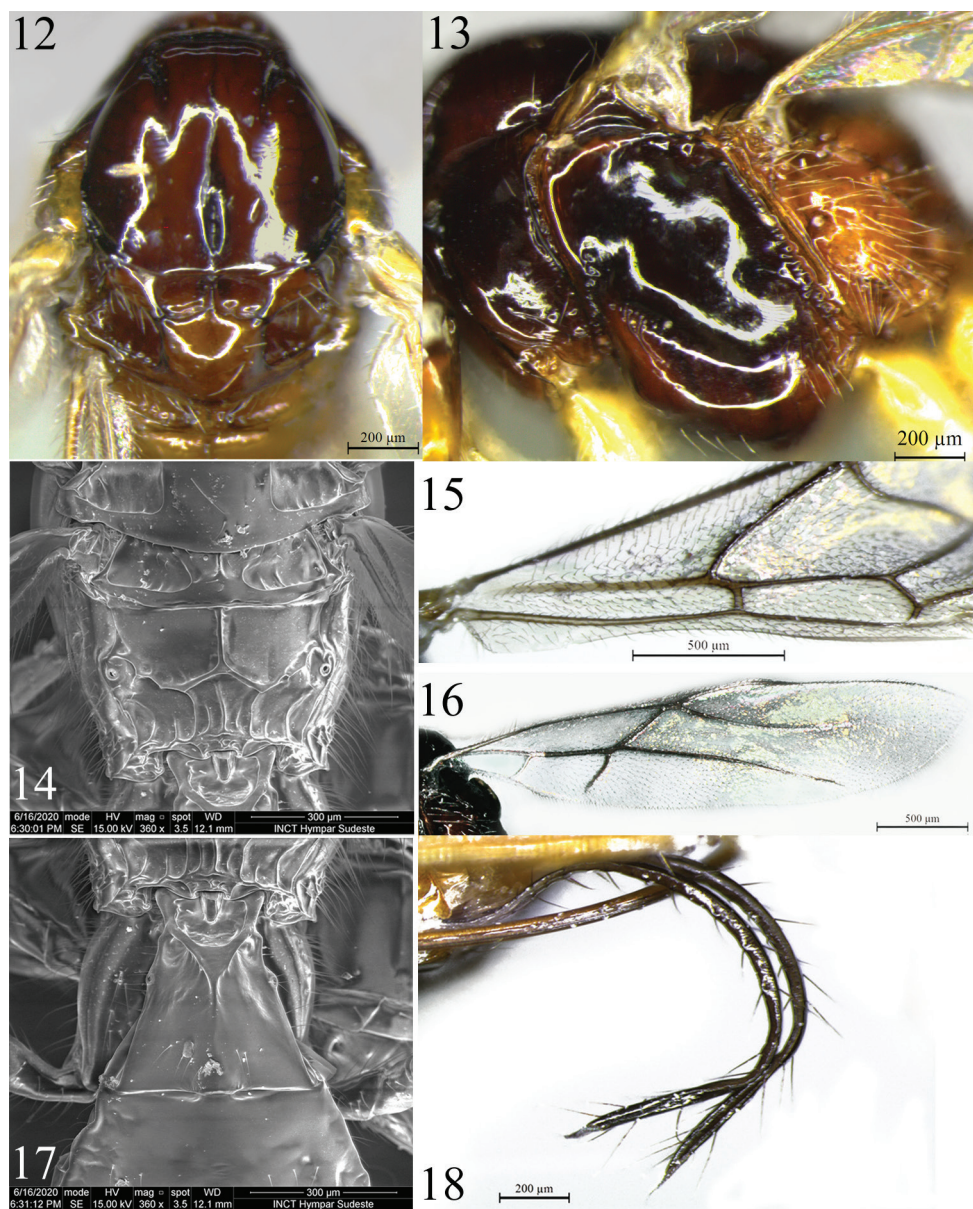 12
200 µm
13
200 µm
14
6/16/2020 mode HV mag □ spot WD 300 µm
6:30:01 PM SE 15.00 kV 360 x 3.5 12.1 mm INCT Hympar Sudeste
15
500 µm
16
500 µm
17
6/16/2020 mode HV mag □ spot WD 300 µm
6:31:12 PM SE 15.00 kV 360 x 3.5 12.1 mm INCT Hympar Sudeste
18
200 µm